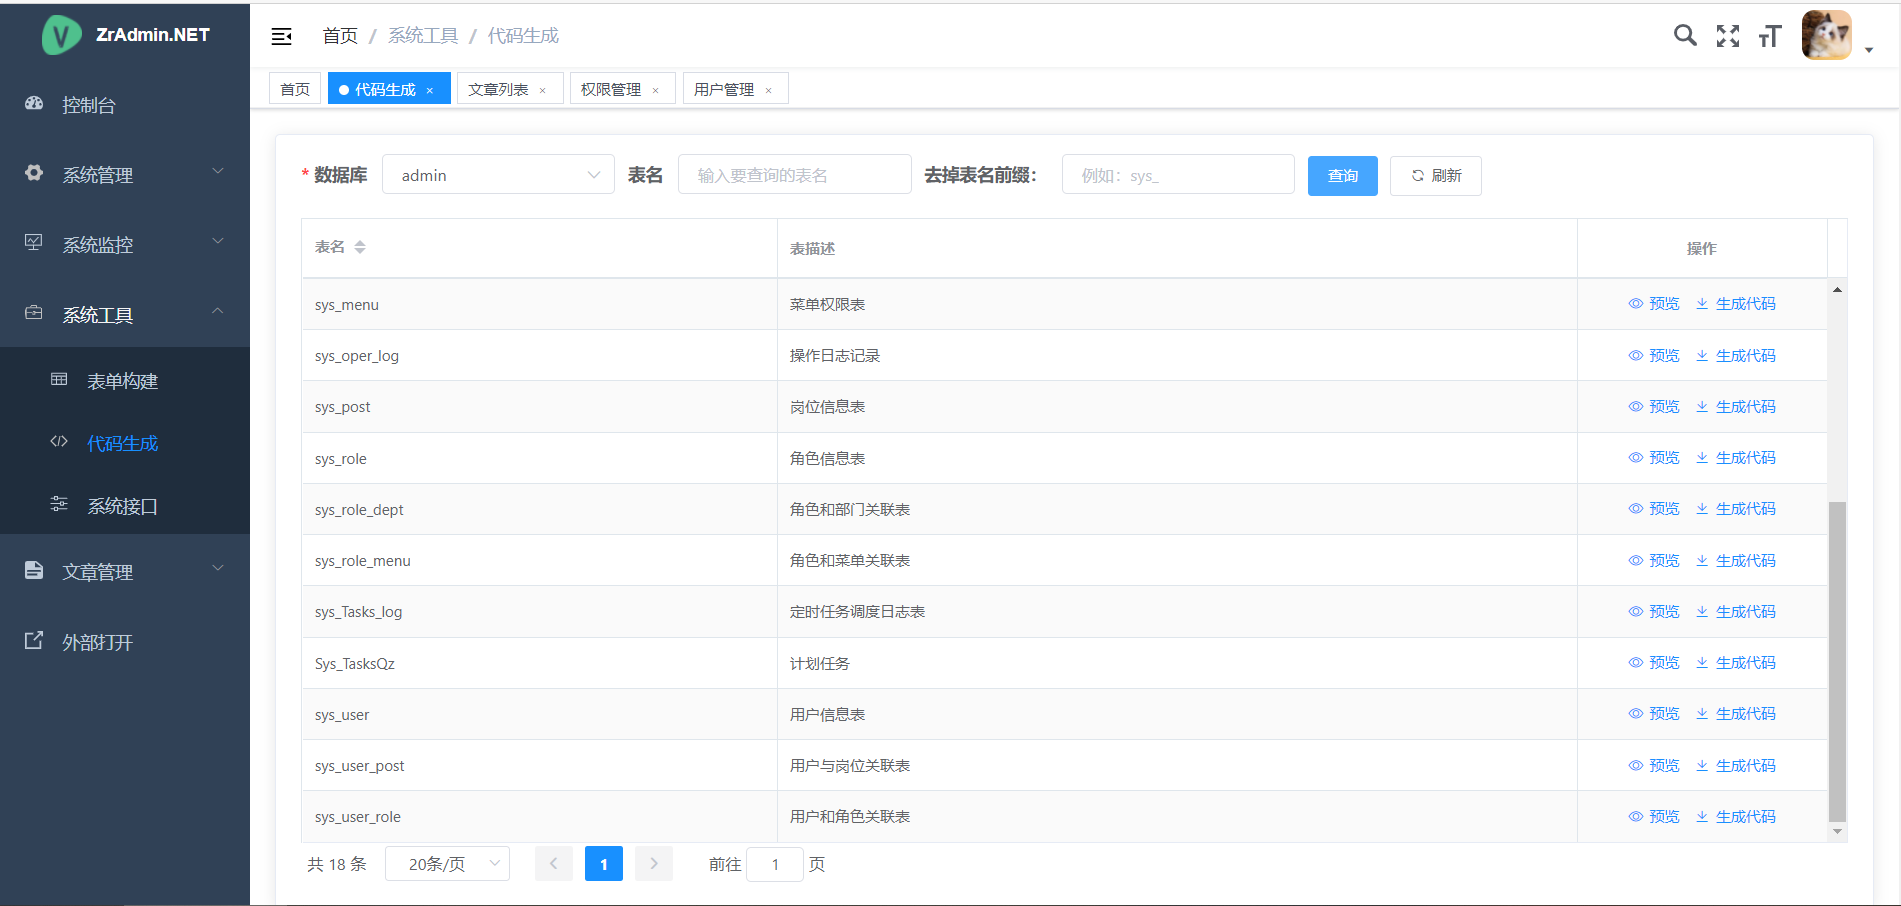 ZrAdmin.NET
控制台
系统管理
系统监控
系统工具
表单构建
代码生成
系统接口
文章管理
外部打开
首页 / 系统工具 / 代码生成
首页 代码生成 × 文章列表 × 权限管理 × 用户管理 ×
* 数据库 admin 表名 输入要查询的表名 去掉表名前缀： 例如：sys_ 查询 刷新
表名 表描述 操作
sys_menu 菜单权限表 预览 生成代码
sys_oper_log 操作日志记录 预览 生成代码
sys_post 岗位信息表 预览 生成代码
sys_role 角色信息表 预览 生成代码
sys_role_dept 角色和部门关联表 预览 生成代码
sys_role_menu 角色和菜单关联表 预览 生成代码
sys_Tasks_log 定时任务调度日志表 预览 生成代码
Sys_TasksQz 计划任务 预览 生成代码
sys_user 用户信息表 预览 生成代码
sys_user_post 用户与岗位关联表 预览 生成代码
sys_user_role 用户和角色关联表 预览 生成代码
共 18 条 20条/页 1 前往 1 页